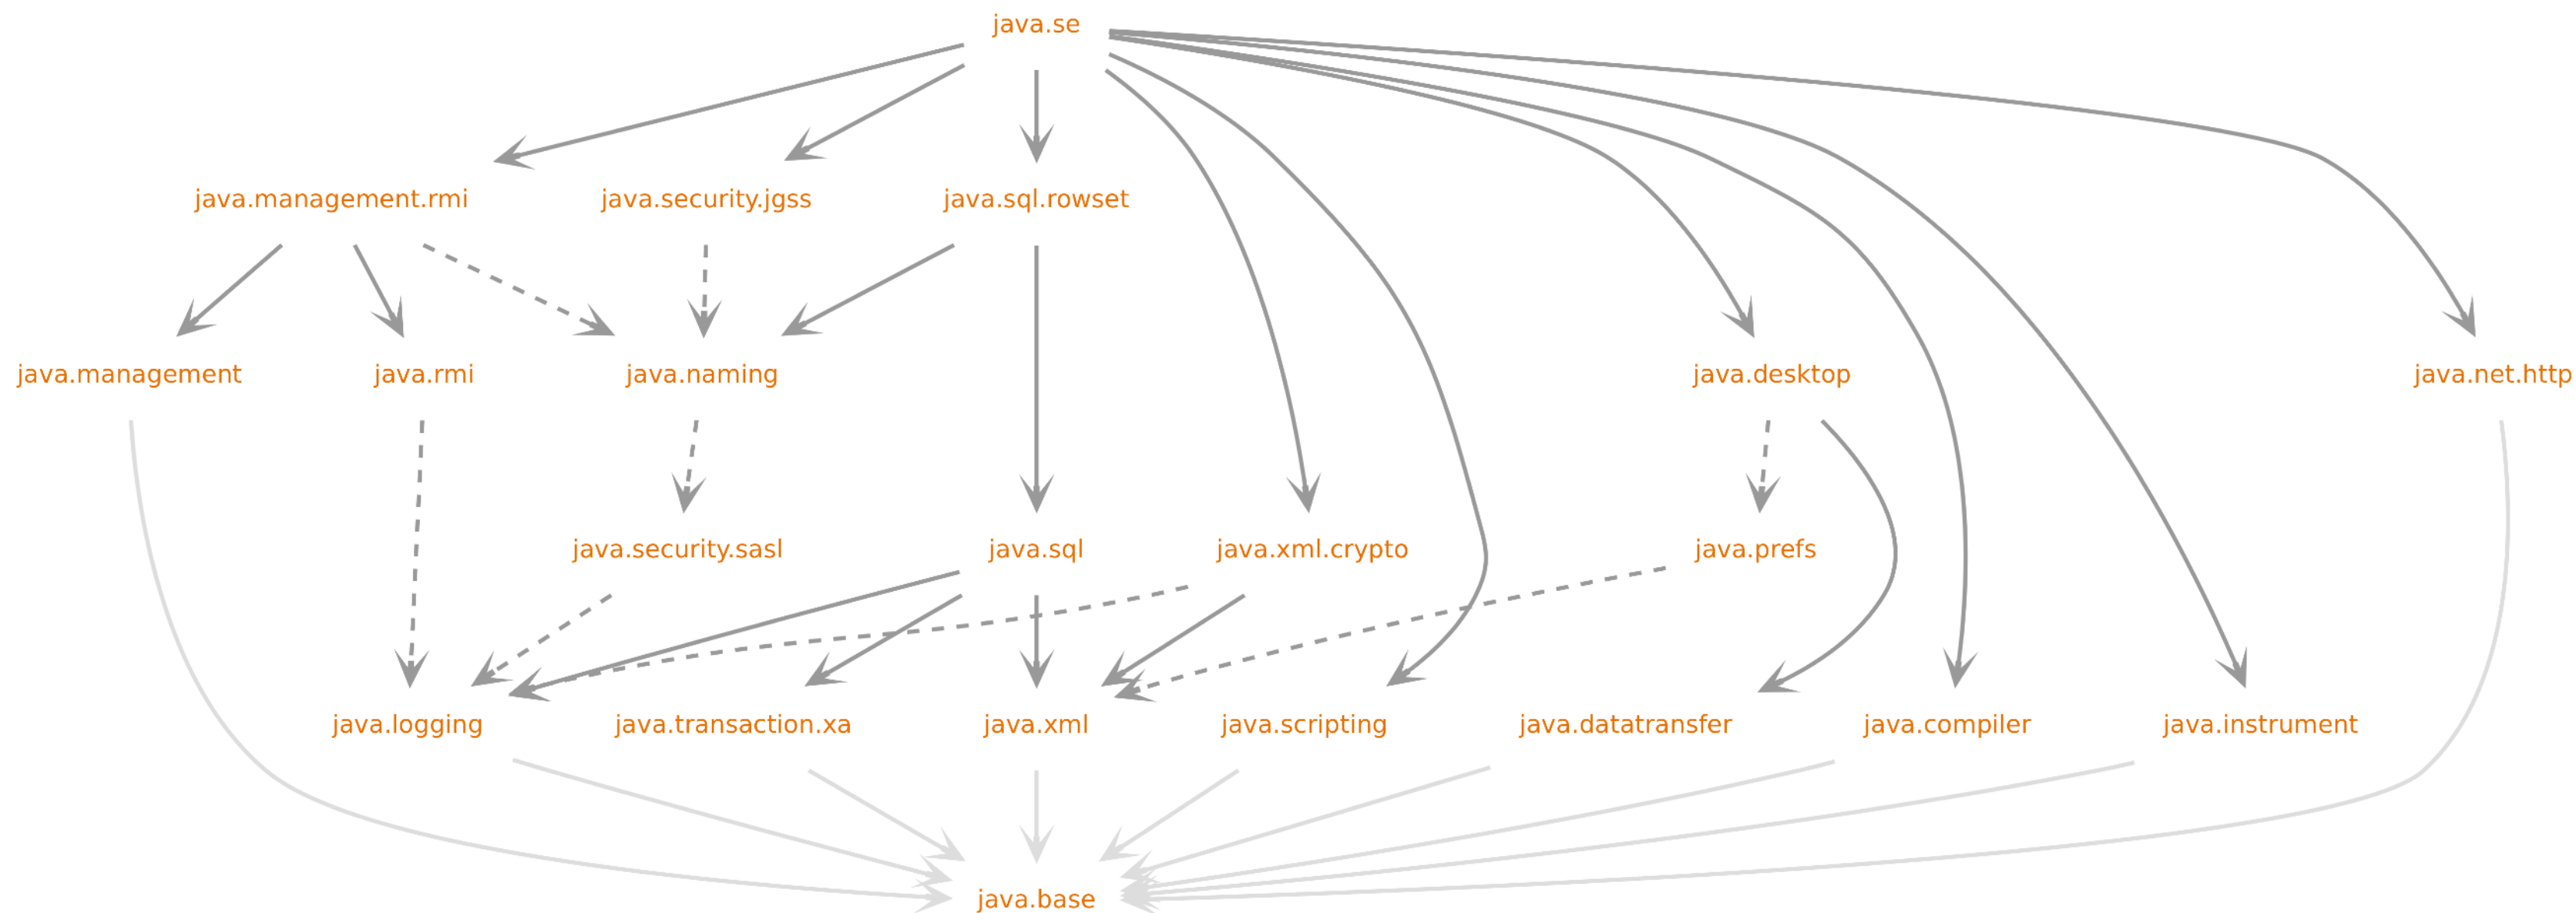 java.se
java.management.rmi
java.security.jgss
java.sql.rowset
java.management
java.rmi
java.naming
java.desktop
java.net.http
java.security.sasl
java.sql
java.xml.crypto
java.prefs
java.logging
java.transaction.xa
java.xml
java.scripting
java.datatransfer
java.compiler
java.instrument
java.base